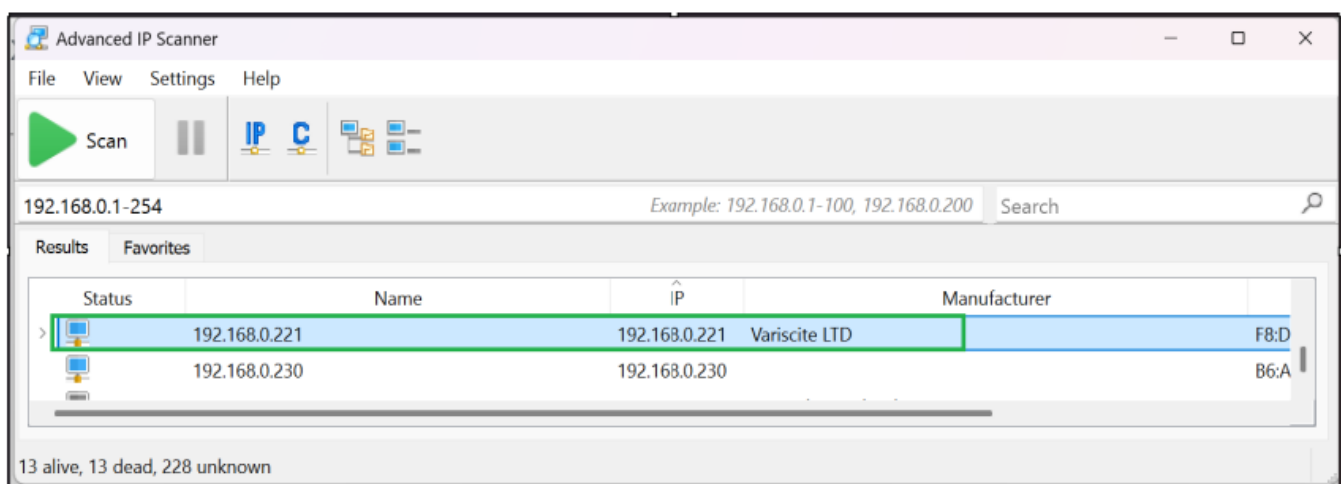 Advanced IP Scanner
File View Settings Help
Scan IP C
192.168.0.1-254 Example: 192.168.0.1-100, 192.168.0.200 Search
Results Favorites
Status Name IP Manufacturer
192.168.0.221 192.168.0.221 Variscite LTD F8:D
192.168.0.230 192.168.0.230 B6:A
13 alive, 13 dead, 228 unknown